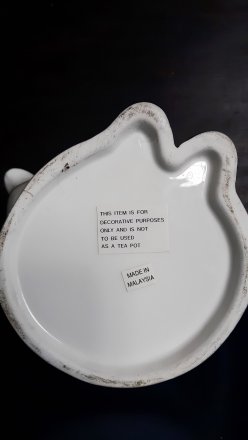 THIS ITEM IS FOR
DECORATIVE PURPOSES
ONLY AND IS NOT
TO BE USED
AS A TEA POT
MADE IN
MALAYSIA